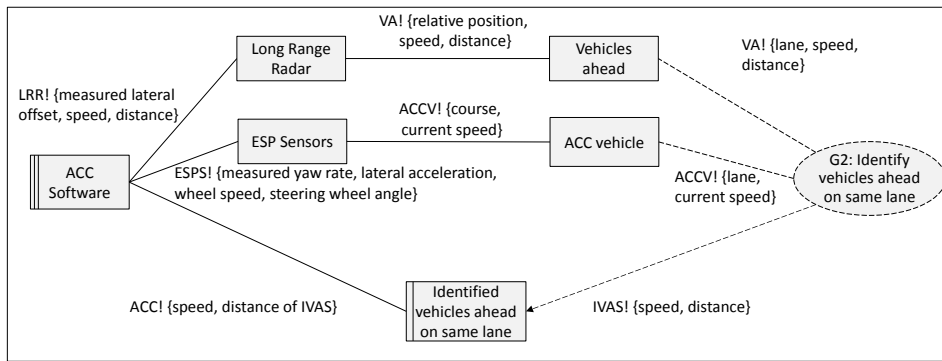 VA! {relative position,
speed, distance}
Long Range
Radar
Vehicles
ahead
VA! {lane, speed,
distance}
LRR! {measured lateral
offset, speed, distance}
ACCV! {course,
current speed}
ESP Sensors
ACC vehicle
ACC
Software
ESPS! {measured yaw rate, lateral acceleration,
wheel speed, steering wheel angle}
ACCV! {lane,
current speed}
G2: Identify
vehicles ahead
on same lane
ACC! {speed, distance of IVAS}
Identified
vehicles ahead
on same lane
IVAS! {speed, distance}